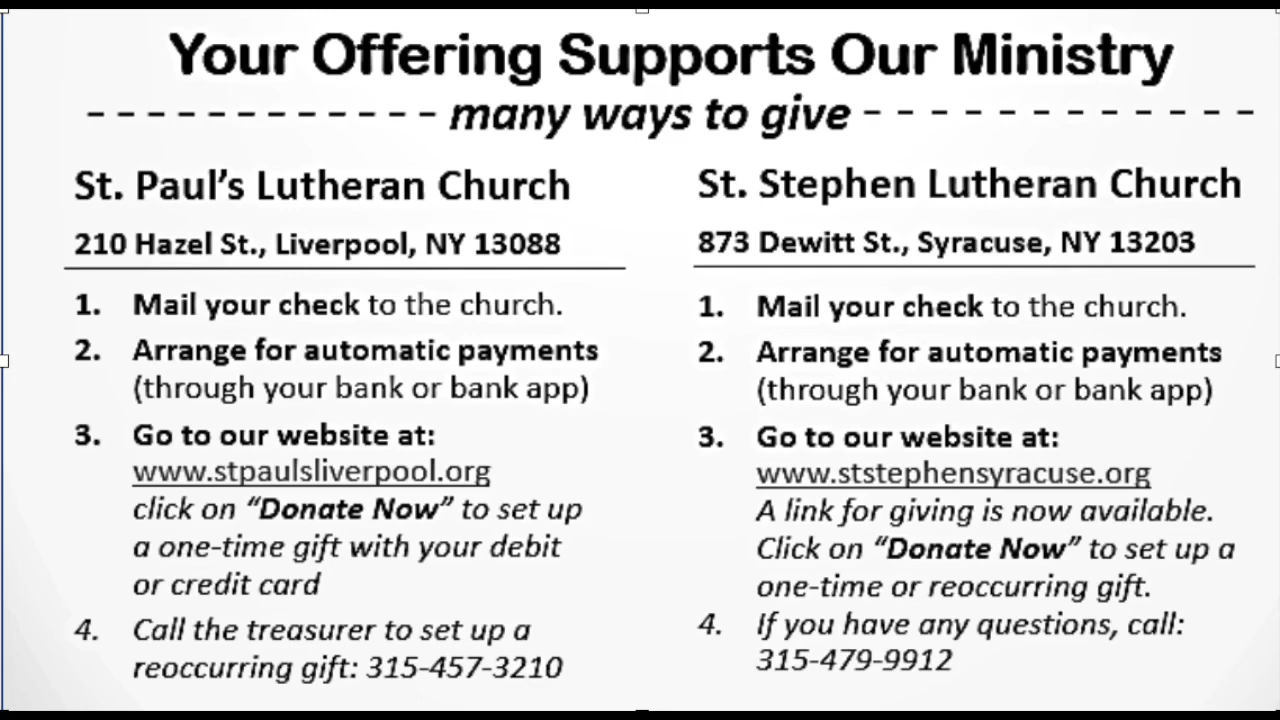 Your Offering Supports Our Ministry
- - - - - - - - - - - - many ways to give - - - - - - - - - - - - - -
St. Paul’s Lutheran Church
210 Hazel St., Liverpool, NY 13088
1. Mail your check to the church.
2. Arrange for automatic payments
(through your bank or bank app)
3. Go to our website at:
www.stpaulsliverpool.org
click on “Donate Now” to set up
a one-time gift with your debit
or credit card
4. Call the treasurer to set up a
reoccurring gift: 315-457-3210
St. Stephen Lutheran Church
873 Dewitt St., Syracuse, NY 13203
1. Mail your check to the church.
2. Arrange for automatic payments
(through your bank or bank app)
3. Go to our website at:
www.ststephensyracuse.org
A link for giving is now available.
Click on “Donate Now” to set up a
one-time or reoccurring gift.
4. If you have any questions, call:
315-479-9912